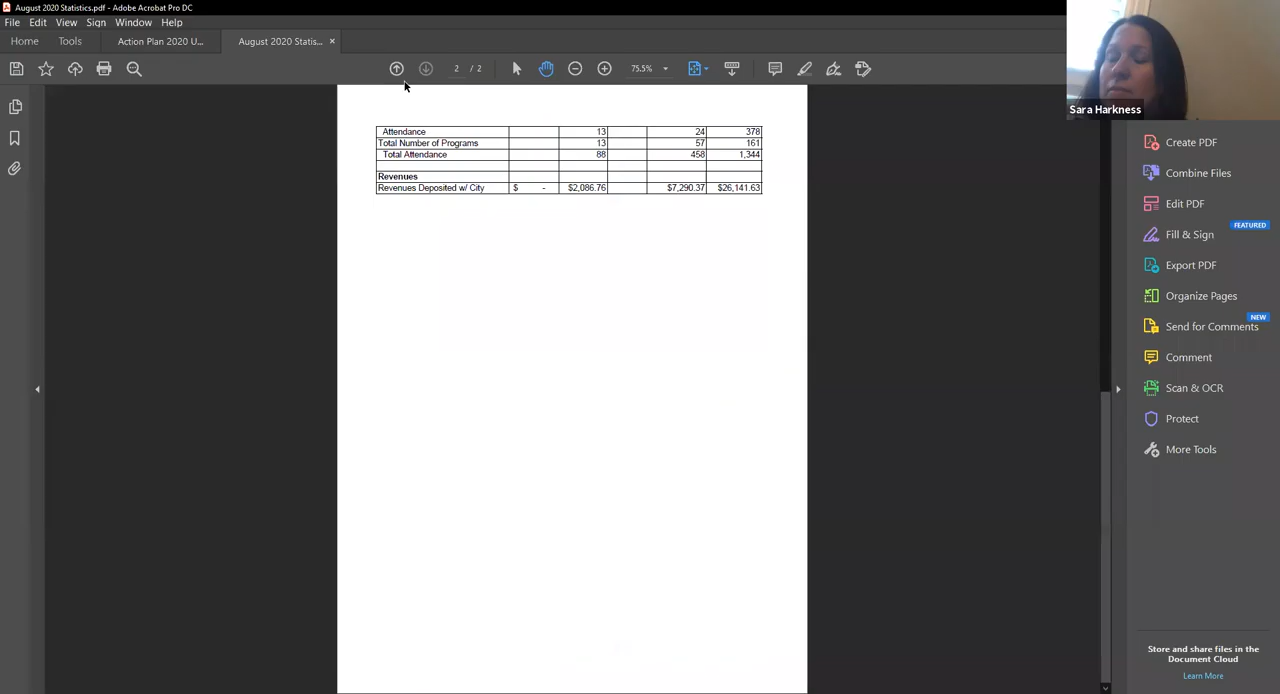 August 2020 Statistics.pdf - Adobe Acrobat Pro DC
File Edit View Sign Window Help
Home Tools Action Plan 2020 U... August 2020 Statis... ×
2 / 2 75.5%
Sara Harkness
Attendance 13 24 378
Total Number of Programs 13 57 161
Total Attendance 88 458 1,344
Revenues
Revenues Deposited w/ City $ - $2,086.76 $7,290.37 $26,141.63
Create PDF
Combine Files
Edit PDF
FEATURED
Fill & Sign
Export PDF
Organize Pages
NEW
Send for Comments
Comment
Scan & OCR
Protect
More Tools
Store and share files in the
Document Cloud
Learn More